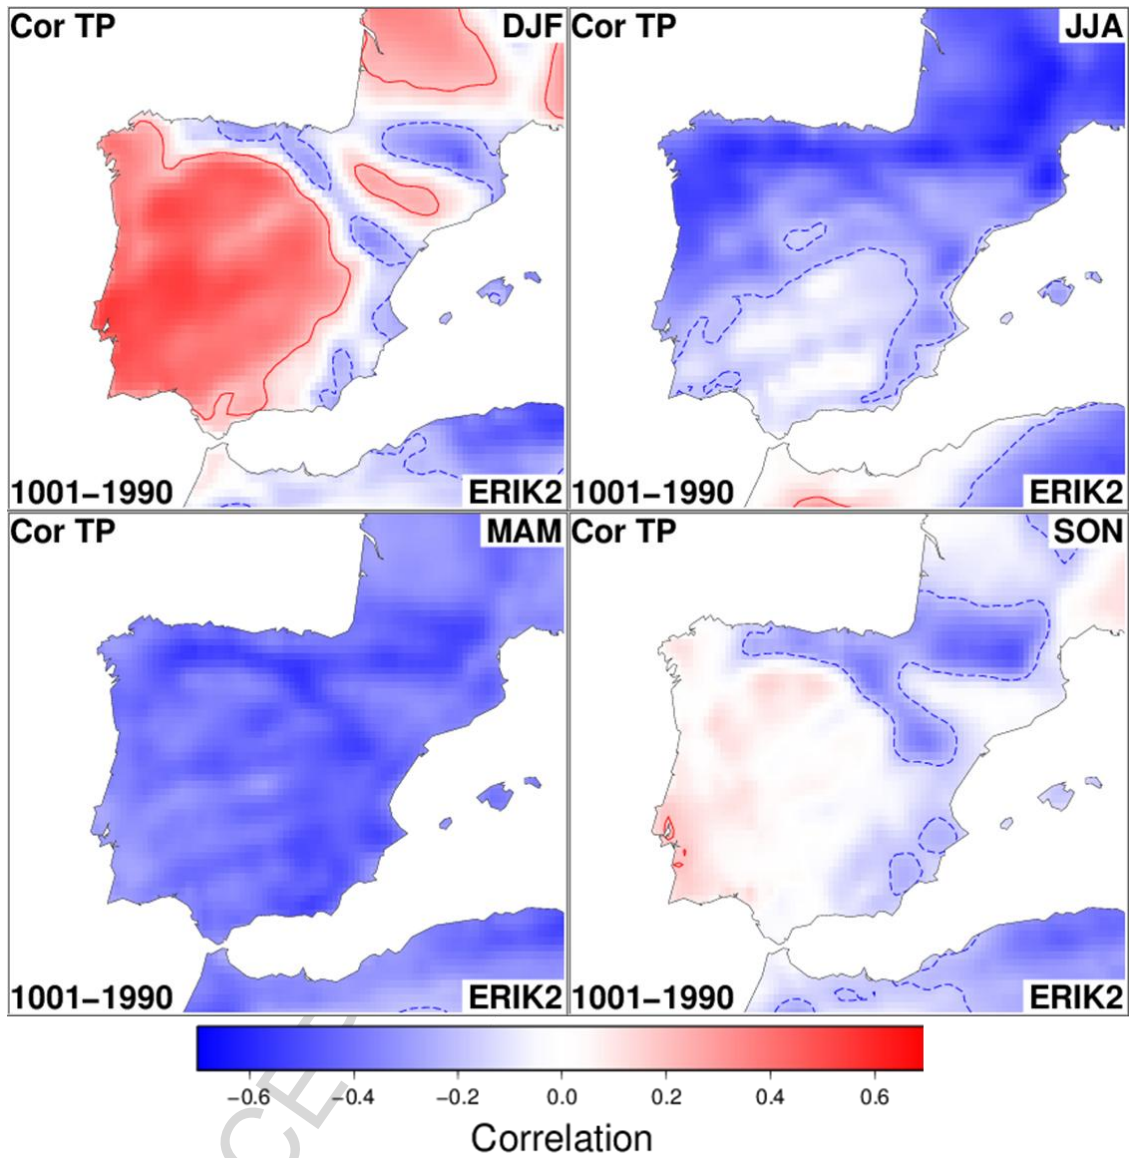 Cor TP DJF
Cor TP JJA
1001−1990 ERIK2
1001−1990 ERIK2
Cor TP MAM
Cor TP SON
1001−1990 ERIK2
1001−1990 ERIK2
−0.6 −0.4 −0.2 0.0 0.2 0.4 0.6
Correlation
CE